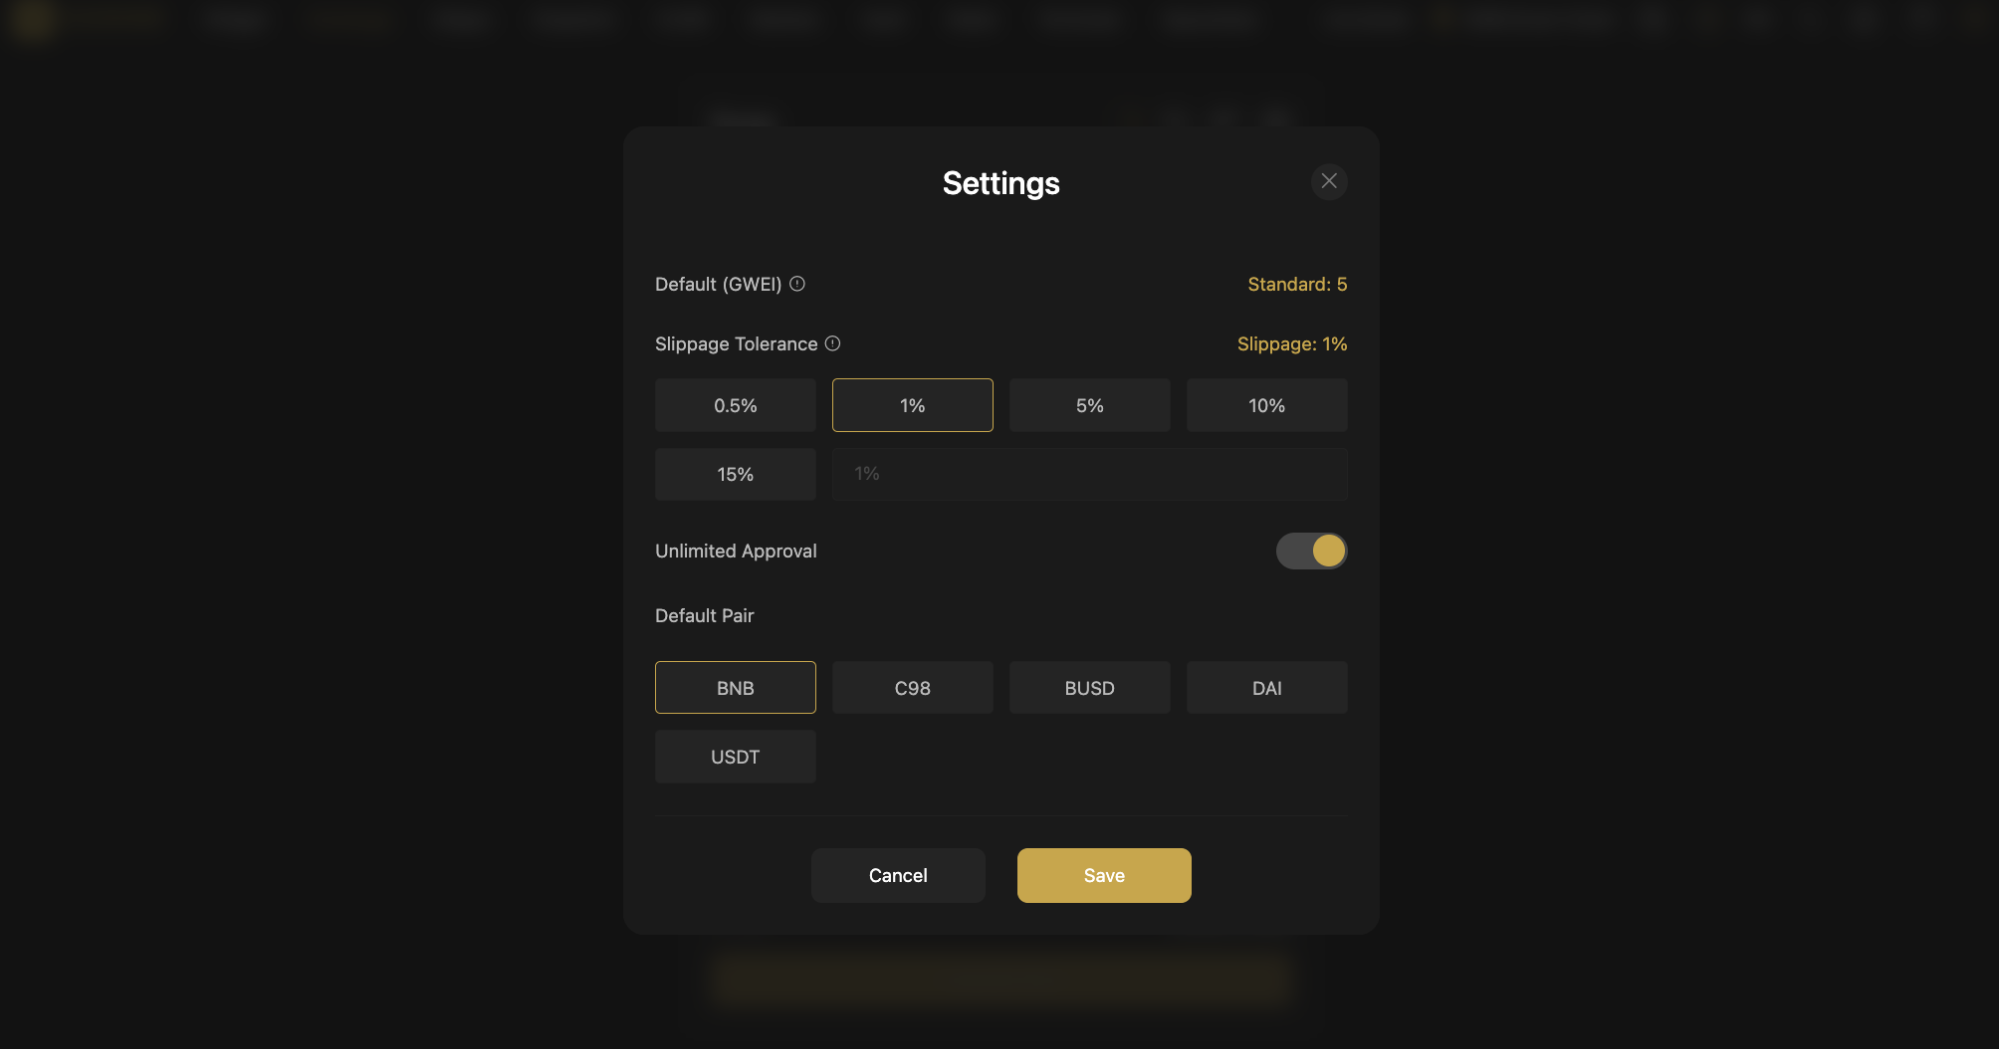 Settings
Default (GWEI) Standard: 5
Slippage Tolerance Slippage: 1%
0.5% 1% 5% 10%
15% 1%
Unlimited Approval
Default Pair
BNB C98 BUSD DAI
USDT
Cancel Save